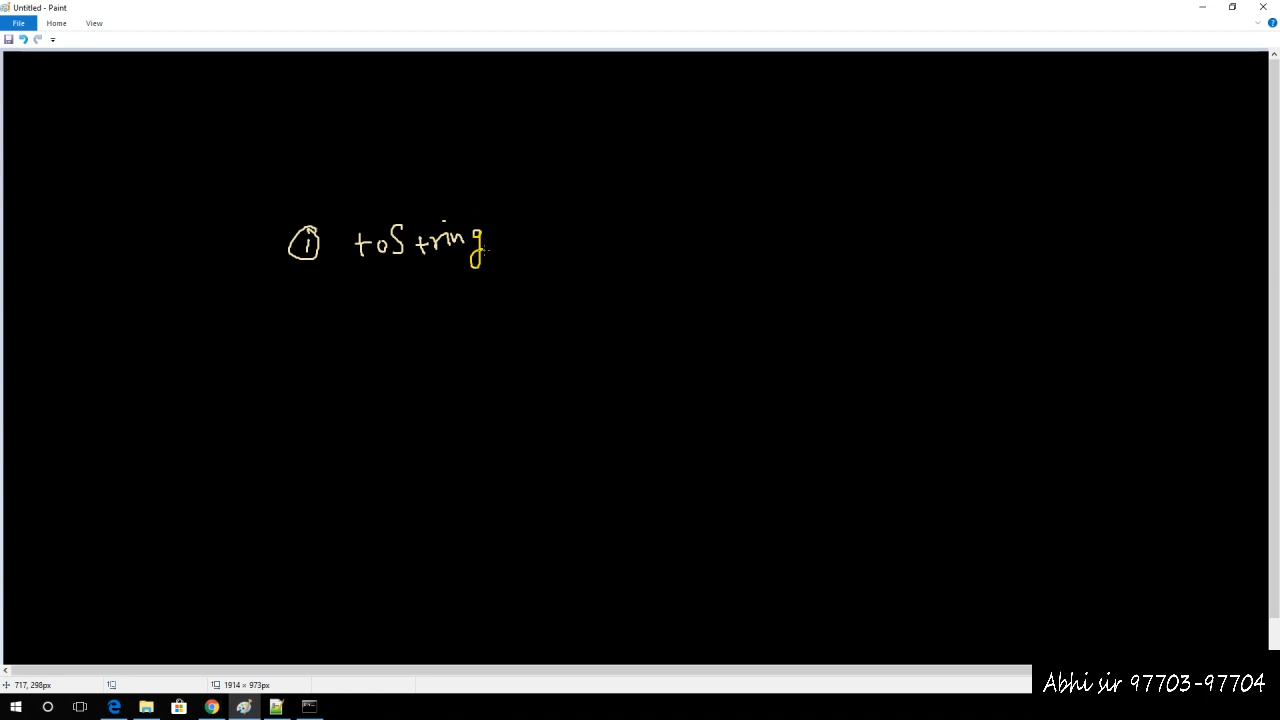 Untitled - Paint
File Home View
① toString
717, 298px
1914 × 973px
Abhi sir 97703-97704